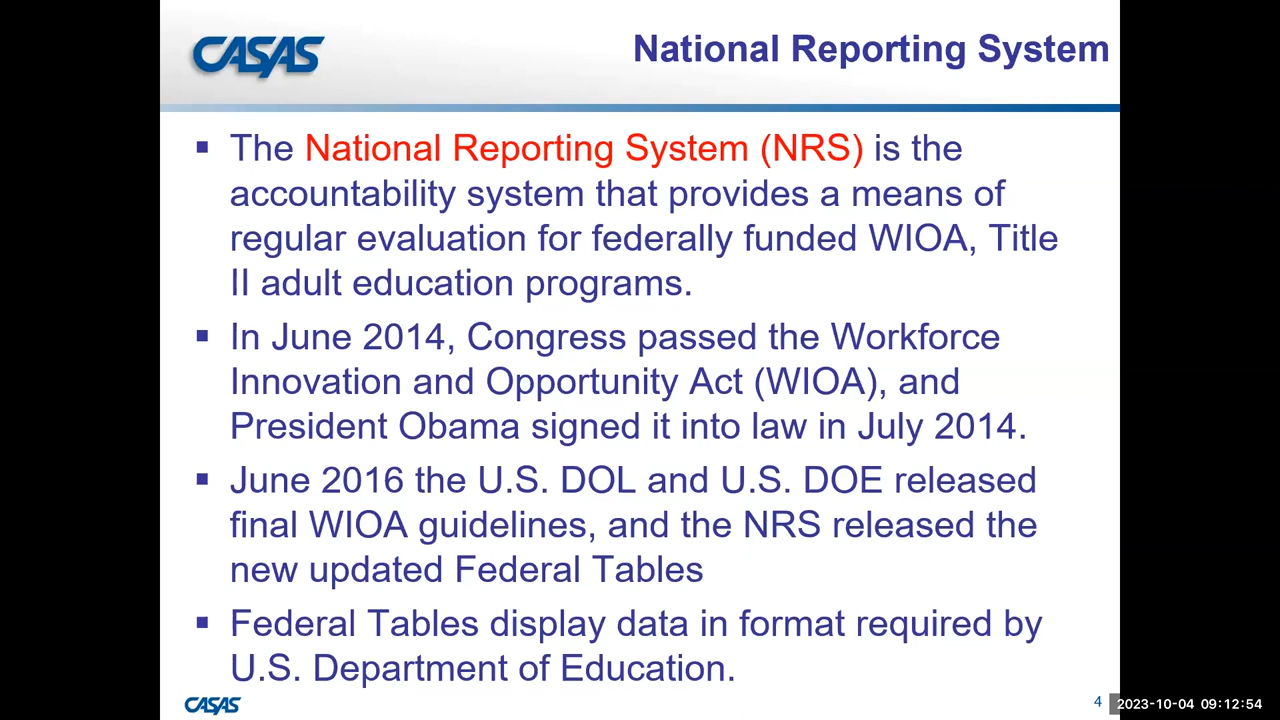 CASAS
National Reporting System
▪ The National Reporting System (NRS) is the
accountability system that provides a means of
regular evaluation for federally funded WIOA, Title
II adult education programs.
▪ In June 2014, Congress passed the Workforce
Innovation and Opportunity Act (WIOA), and
President Obama signed it into law in July 2014.
▪ June 2016 the U.S. DOL and U.S. DOE released
final WIOA guidelines, and the NRS released the
new updated Federal Tables
▪ Federal Tables display data in format required by
U.S. Department of Education.
CASAS
4
2023-10-04 09:12:54